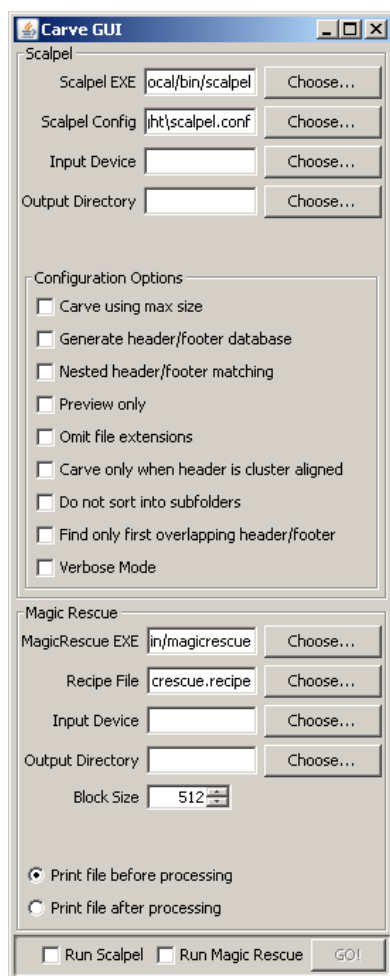 Carve GUI
Scalpel
Scalpel EXE ocal/bin/scalpel Choose...
Scalpel Config ght\scalpel.conf Choose...
Input Device Choose...
Output Directory Choose...
Configuration Options
Carve using max size
Generate header/footer database
Nested header/footer matching
Preview only
Omit file extensions
Carve only when header is cluster aligned
Do not sort into subfolders
Find only first overlapping header/footer
Verbose Mode
Magic Rescue
MagicRescue EXE in/magicrescue Choose...
Recipe File crescue.recipe Choose...
Input Device Choose...
Output Directory Choose...
Block Size 512
Print file before processing
Print file after processing
Run Scalpel Run Magic Rescue GO!